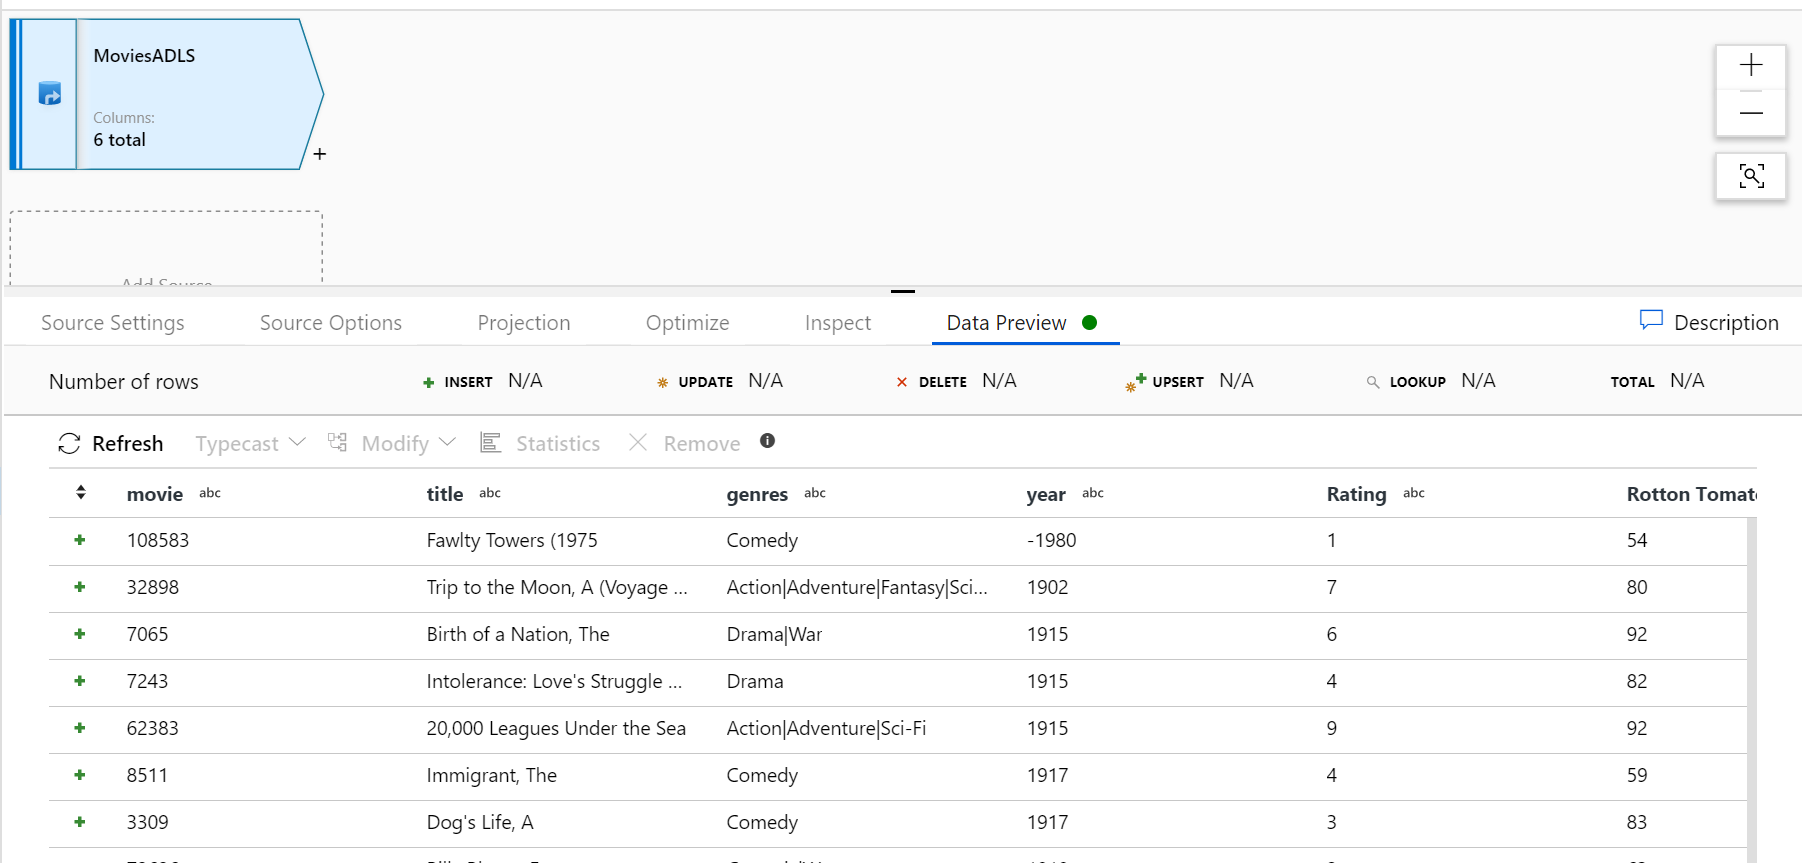 MoviesADLS
Columns:
6 total
+
Add Source
Source Settings Source Options Projection Optimize Inspect Data Preview Description
Number of rows INSERT N/A UPDATE N/A DELETE N/A UPSERT N/A LOOKUP N/A TOTAL N/A
Refresh Typecast Modify Statistics Remove
movie abc title abc genres abc year abc Rating abc Rotton Tomat
108583 Fawlty Towers (1975 Comedy -1980 1 54
32898 Trip to the Moon, A (Voyage ... Action|Adventure|Fantasy|Sci... 1902 7 80
7065 Birth of a Nation, The Drama|War 1915 6 92
7243 Intolerance: Love's Struggle ... Drama 1915 4 82
62383 20,000 Leagues Under the Sea Action|Adventure|Sci-Fi 1915 9 92
8511 Immigrant, The Comedy 1917 4 59
3309 Dog's Life, A Comedy 1917 3 83